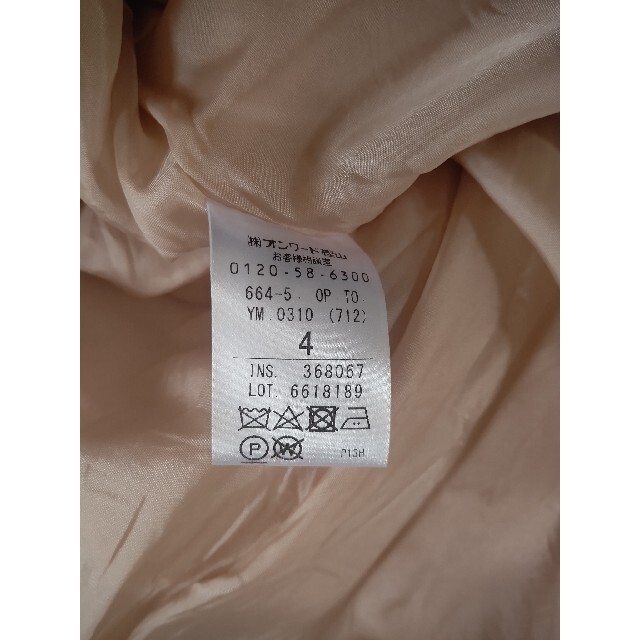 ㈱オンワード樫山
お客様相談室
0120-58-6300
664-5. OP TO.
YM.0310 (712)
4
INS. 368067
LOT. 6618189
P W P13H